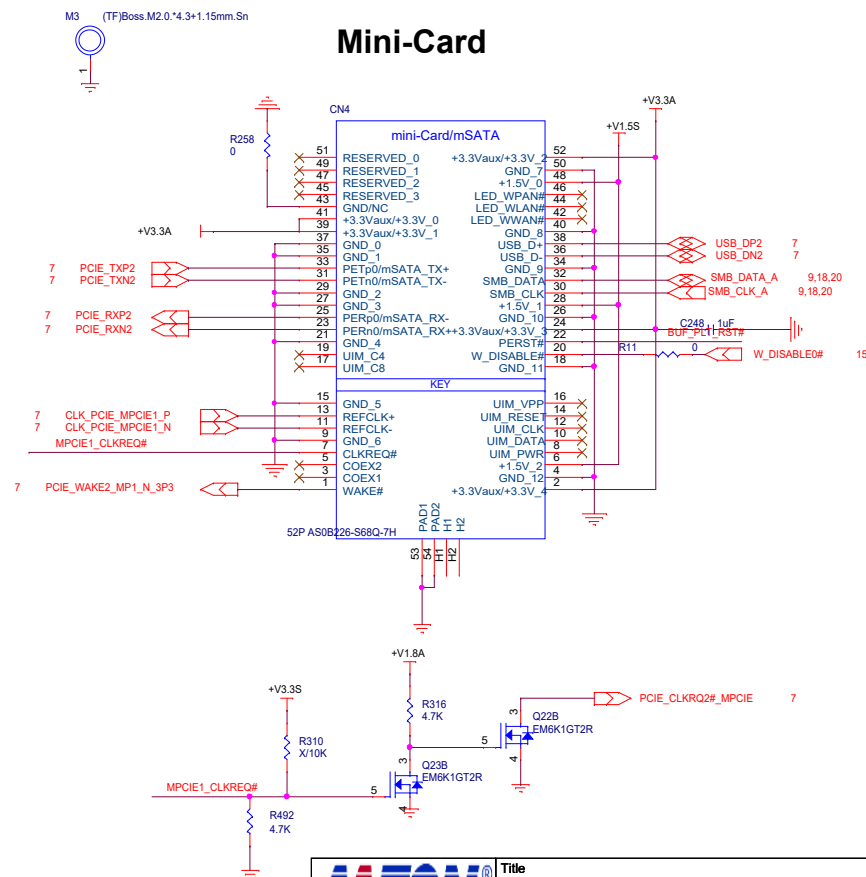 M3 (TF)Boss.M2.0.*4.3+1.15mm.Sn
1
Mini-Card
CN4
+V3.3A
+V1.5S
R258
0
mini-Card/mSATA
51 RESERVED_0 +3.3Vaux/+3.3V_2 52
49 RESERVED_1 GND_7 50
47 RESERVED_2 +1.5V_0 48
45 RESERVED_3 LED_WPAN# 46
43 GND/NC LED_WLAN# 44
41 +3.3Vaux/+3.3V_0 LED_WWAN# 42
+V3.3A 39 +3.3Vaux/+3.3V_1 GND_8 40
37 GND_0 USB_D+ 38 USB_DP2 7
35 GND_1 USB_D- 36 USB_DN2 7
7 PCIE_TXP2 33 PETp0/mSATA_TX+ GND_9 34
7 PCIE_TXN2 31 PETn0/mSATA_TX- SMB_DATA 32 SMB_DATA_A 9,18,20
29 GND_2 SMB_CLK 30 SMB_CLK_A 9,18,20
27 GND_3 +1.5V_1 28
7 PCIE_RXP2 25 PERp0/mSATA_RX- GND_10 26
7 PCIE_RXN2 23 PERn0/mSATA_RX++3.3Vaux/+3.3V_3 24 C248 1uF
21 GND_4 PERST# 22 BUF_PLT_RST#
19 UIM_C4 W_DISABLE# 20 R11 0 W_DISABLE0# 15
17 UIM_C8 GND_11 18
KEY
15 GND_5 UIM_VPP 16
7 CLK_PCIE_MPCIE1_P 13 REFCLK+ UIM_RESET 14
7 CLK_PCIE_MPCIE1_N 11 REFCLK- UIM_CLK 12
9 GND_6 UIM_DATA 10
MPCIE1_CLKREQ# 7 CLKREQ# UIM_PWR 8
5 COEX2 +1.5V_2 6
3 COEX1 GND_12 4
7 PCIE_WAKE2_MP1_N_3P3 1 WAKE# +3.3Vaux/+3.3V_4 2
PAD1 PAD2 H1 H2
52P AS0B226-S68Q-7H
53 54 H1 H2
+V1.8A
+V3.3S
R316
4.7K
PCIE_CLKRQ2#_MPCIE 7
3
Q22B
EM6K1GT2R
5
4
R310
X/10K
3
Q23B
EM6K1GT2R
MPCIE1_CLKREQ#
5
4
R492
4.7K
Title